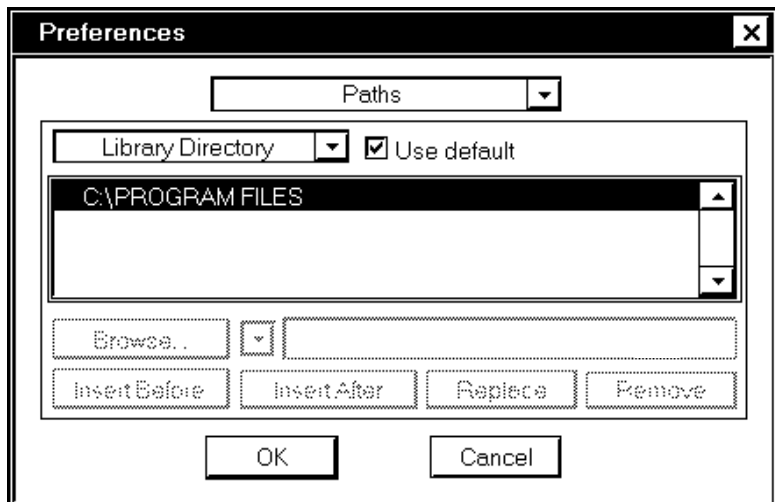 Preferences
Paths
Library Directory Use default
C:\PROGRAM FILES
Browse..
Insert Before Insert After Replace Remove
OK Cancel